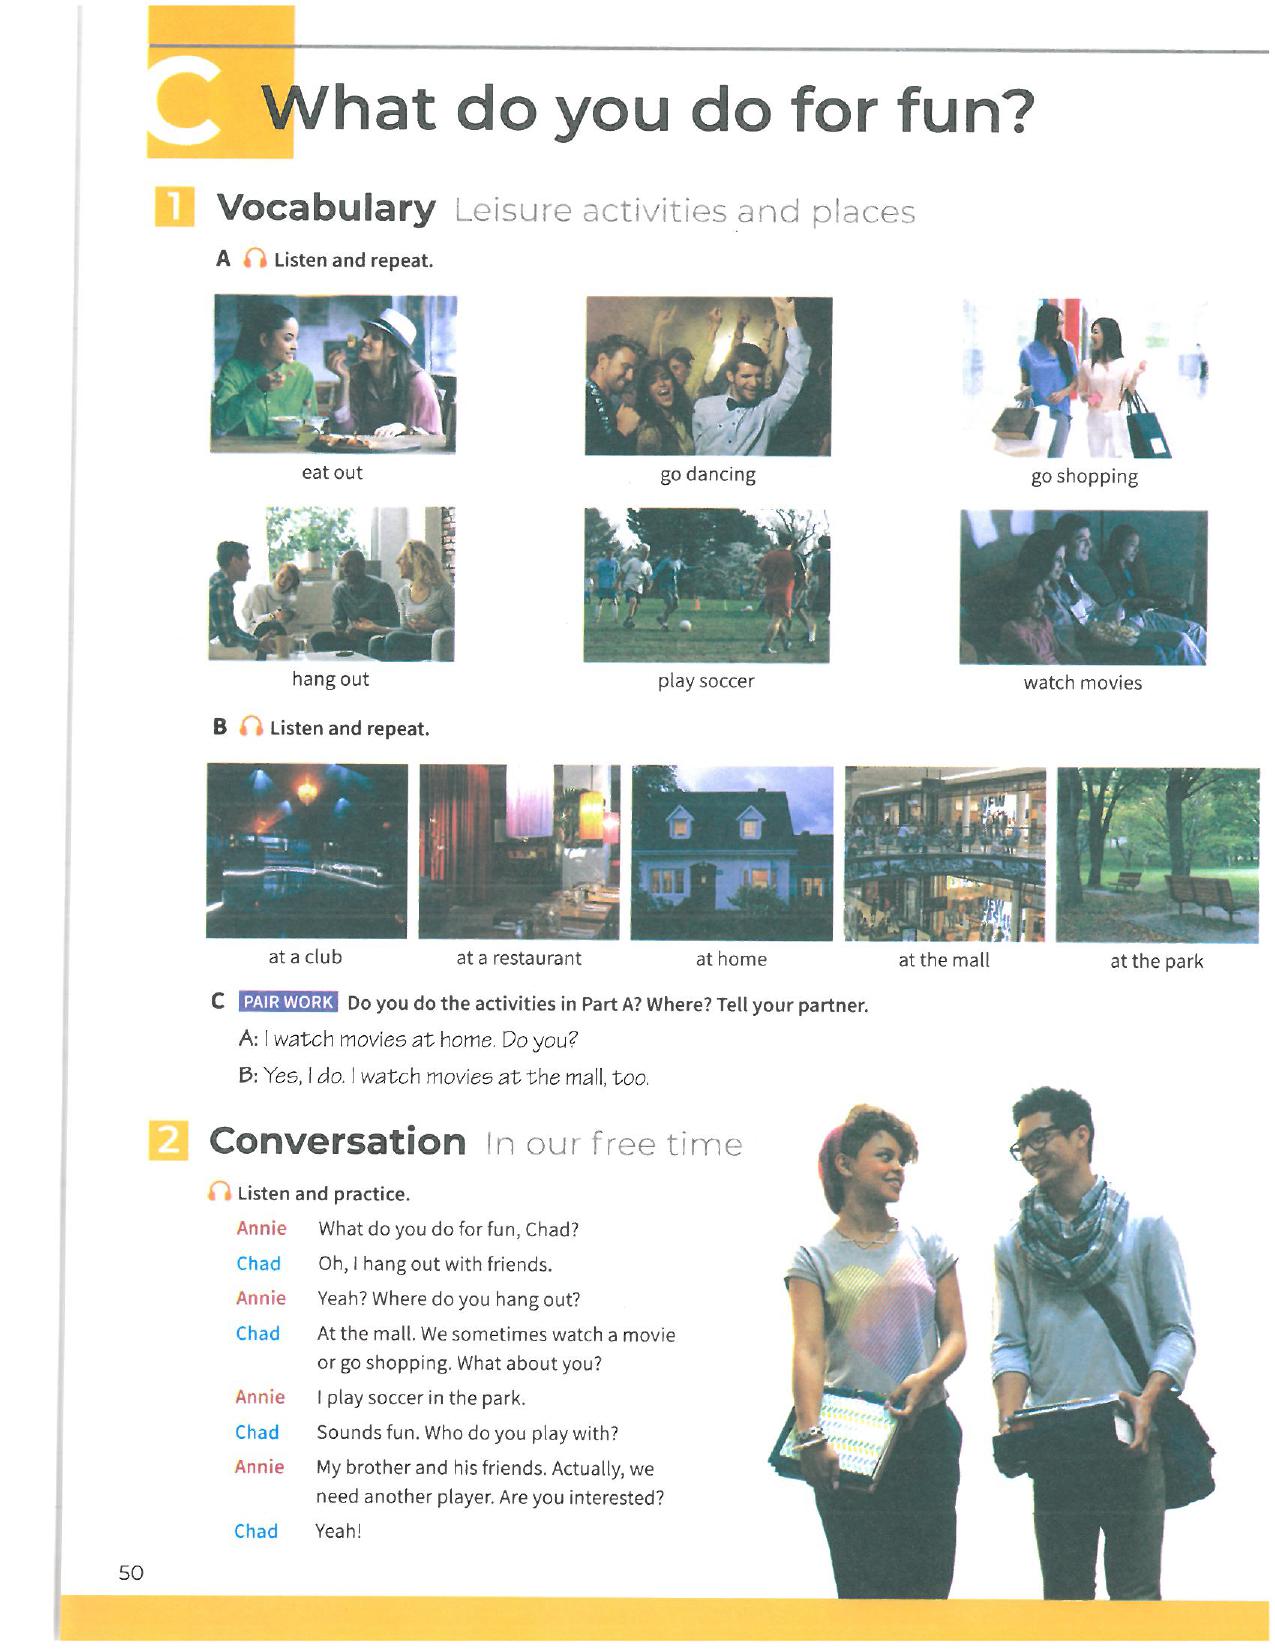 C What do you do for fun?
1 Vocabulary Leisure activities and places
A Listen and repeat.
eat out
go dancing
go shopping
hang out
play soccer
watch movies
B Listen and repeat.
at a club
at a restaurant
at home
at the mall
at the park
C PAIR WORK Do you do the activities in Part A? Where? Tell your partner.
A: I watch movies at home. Do you?
B: Yes, I do. I watch movies at the mall, too.
2 Conversation In our free time
Listen and practice.
Annie What do you do for fun, Chad?
Chad Oh, I hang out with friends.
Annie Yeah? Where do you hang out?
Chad At the mall. We sometimes watch a movie
or go shopping. What about you?
Annie I play soccer in the park.
Chad Sounds fun. Who do you play with?
Annie My brother and his friends. Actually, we
need another player. Are you interested?
Chad Yeah!
50